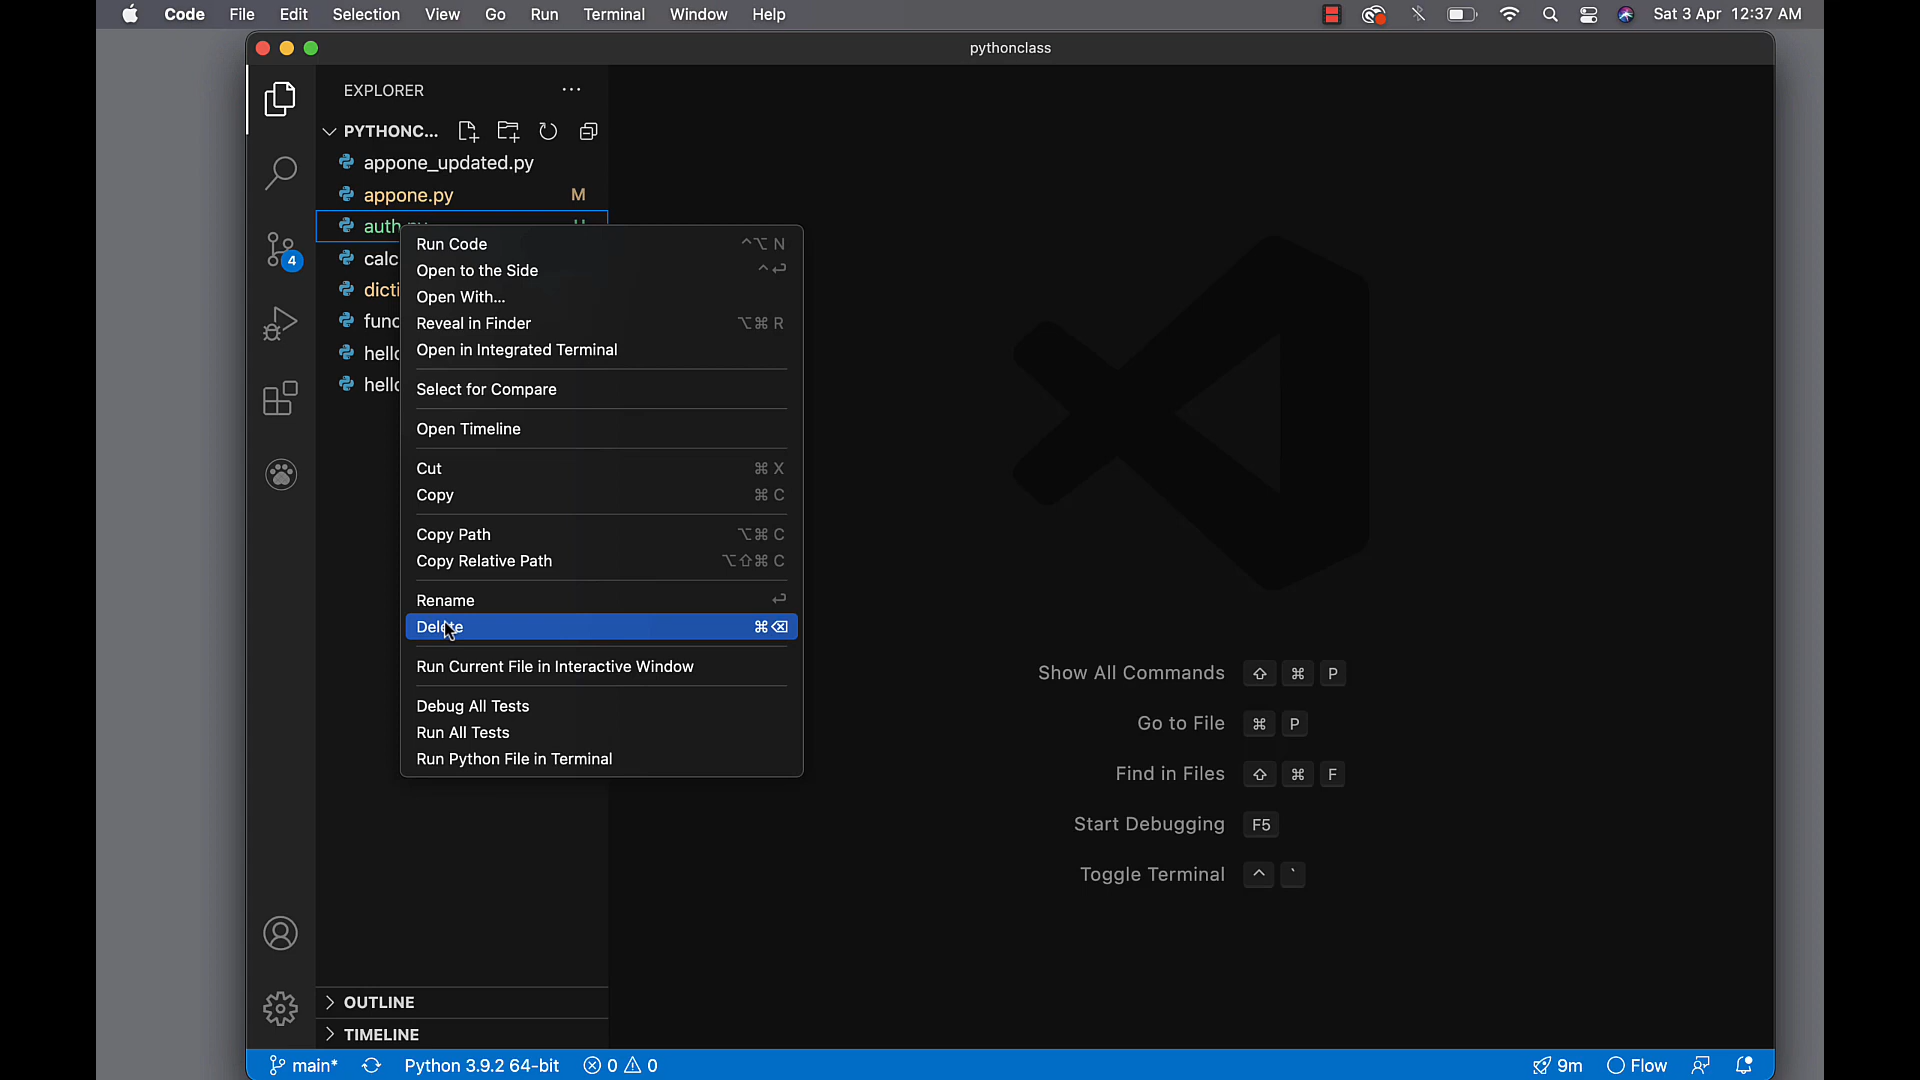 Code File Edit Selection View Go Run Terminal Window Help Sat 3 Apr 12:37 AM
pythonclass
EXPLORER ...
PYTHONC...
appone_updated.py
appone.py M
auth.py U
calc
dicti
func
hello
hello
4
Run Code ^⌥ N
Open to the Side ^↩
Open With...
Reveal in Finder ⌥⌘ R
Open in Integrated Terminal
Select for Compare
Open Timeline
Cut ⌘ X
Copy ⌘ C
Copy Path ⌥⌘ C
Copy Relative Path ⌥⇧⌘ C
Rename ↩
Delete ⌘⌫
Run Current File in Interactive Window
Debug All Tests
Run All Tests
Run Python File in Terminal
Show All Commands ⇧ ⌘ P
Go to File ⌘ P
Find in Files ⇧ ⌘ F
Start Debugging F5
Toggle Terminal ^ `
OUTLINE
TIMELINE
main* Python 3.9.2 64-bit 0 0 9m Flow